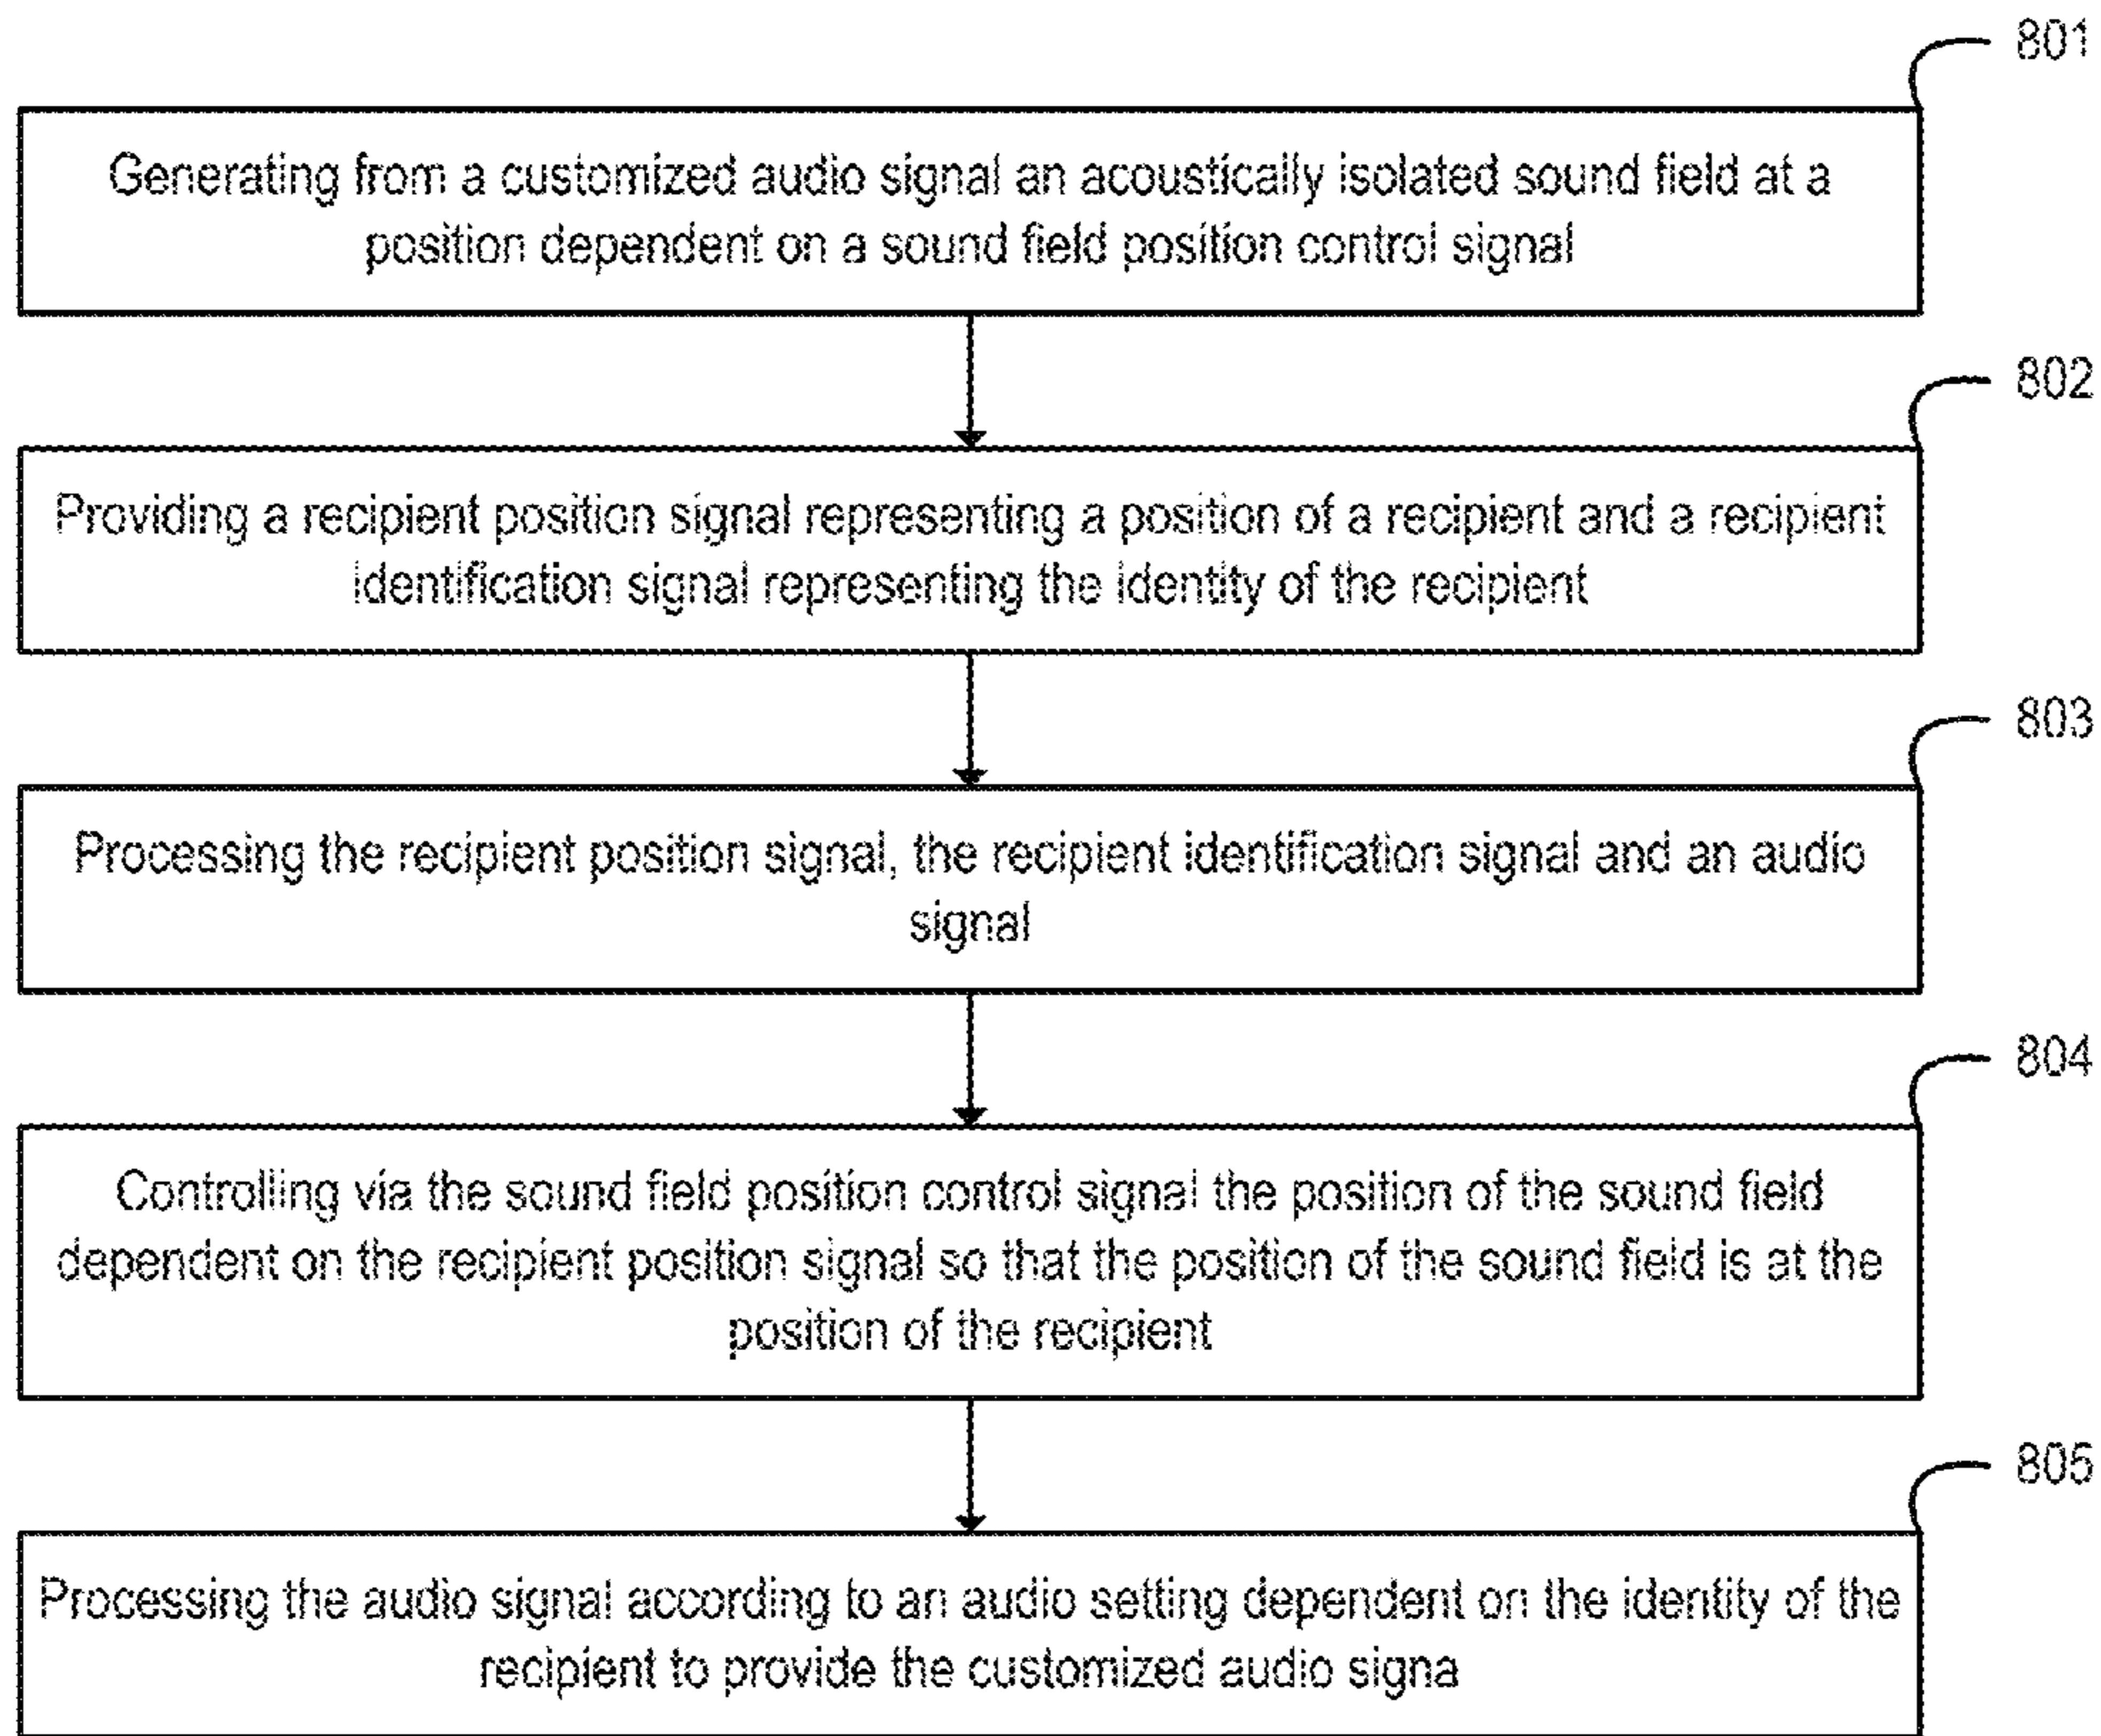 801
Generating from a customized audio signal an acoustically isolated sound field at a
position dependent on a sound field position control signal
802
Providing a recipient position signal representing a position of a recipient and a recipient
identification signal representing the identity of the recipient
803
Processing the recipient position signal, the recipient identification signal and an audio
signal
804
Controlling via the sound field position control signal the position of the sound field
dependent on the recipient position signal so that the position of the sound field is at the
position of the recipient
805
Processing the audio signal according to an audio setting dependent on the identity of the
recipient to provide the customized audio signa